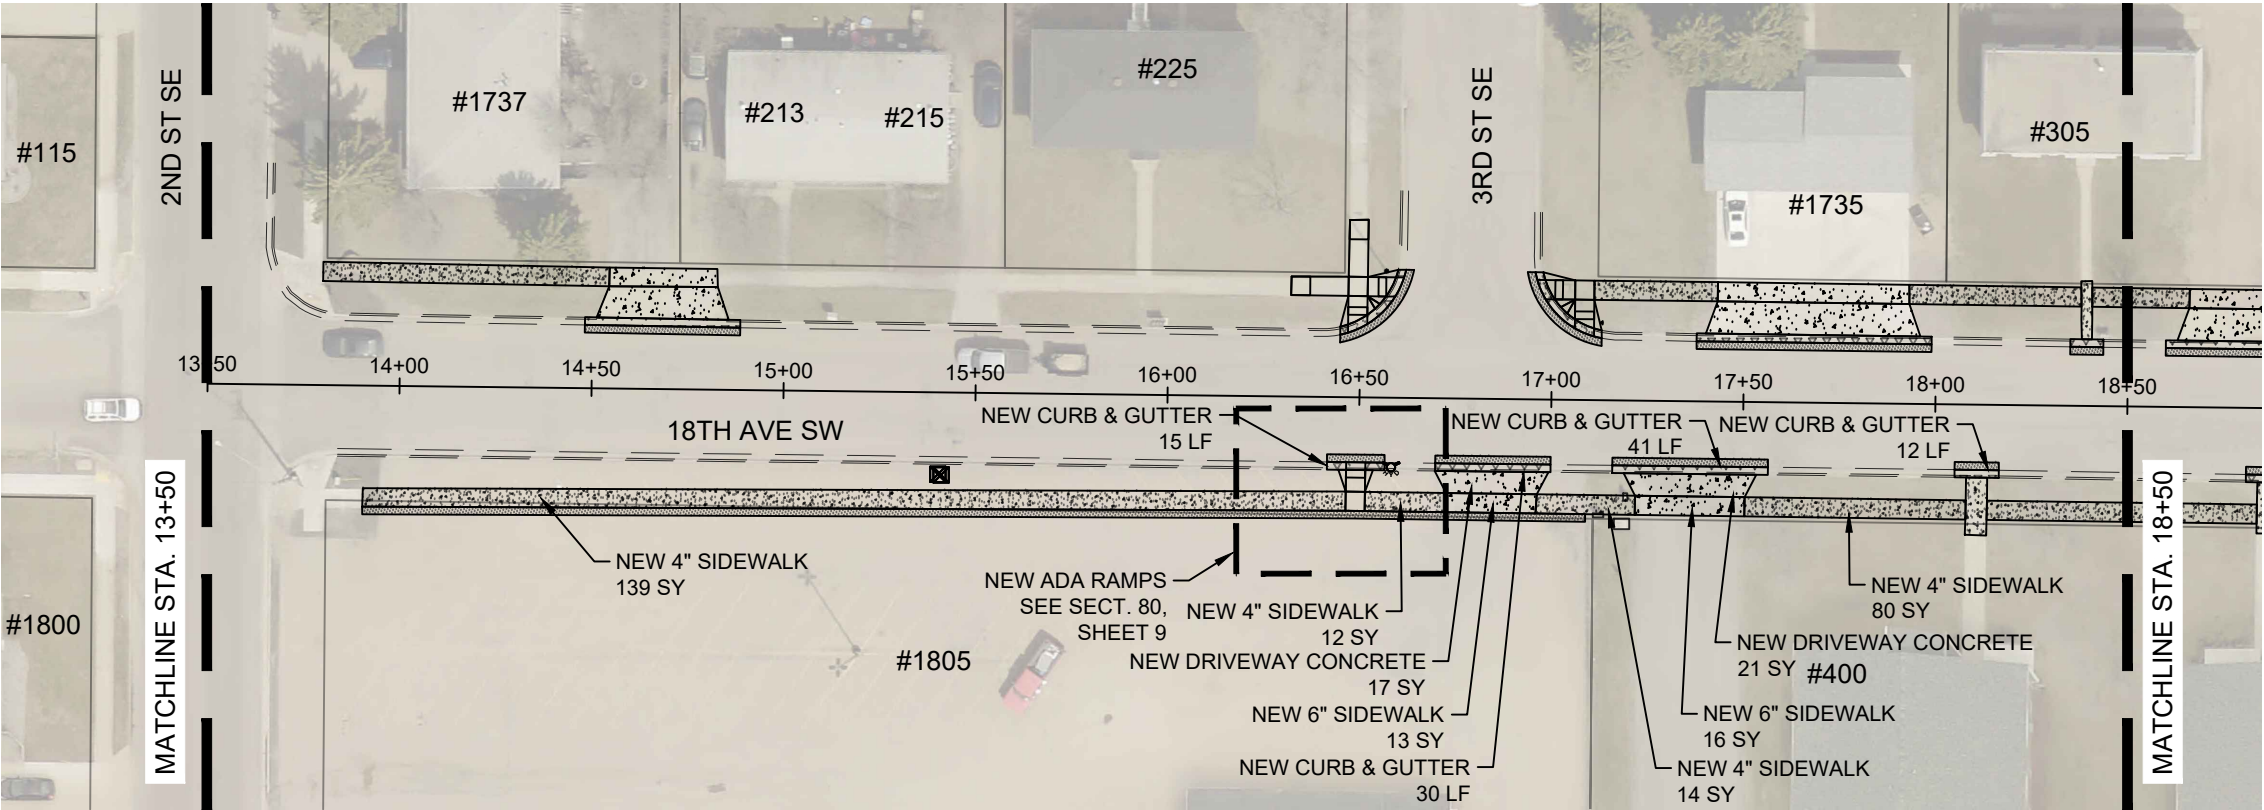 #115
2ND ST SE
#1737
#213
#215
#225
3RD ST SE
#1735
#305
13+50
14+00
14+50
15+00
15+50
16+00
16+50
17+00
17+50
18+00
18+50
18TH AVE SW
NEW CURB & GUTTER
15 LF
NEW CURB & GUTTER
41 LF
NEW CURB & GUTTER
12 LF
MATCHLINE STA. 13+50
#1800
NEW 4" SIDEWALK
139 SY
NEW ADA RAMPS
SEE SECT. 80,
SHEET 9
NEW 4" SIDEWALK
12 SY
NEW DRIVEWAY CONCRETE
17 SY
NEW 6" SIDEWALK
13 SY
NEW CURB & GUTTER
30 LF
#1805
NEW 4" SIDEWALK
80 SY
NEW DRIVEWAY CONCRETE
21 SY
#400
NEW 6" SIDEWALK
16 SY
NEW 4" SIDEWALK
14 SY
MATCHLINE STA. 18+50